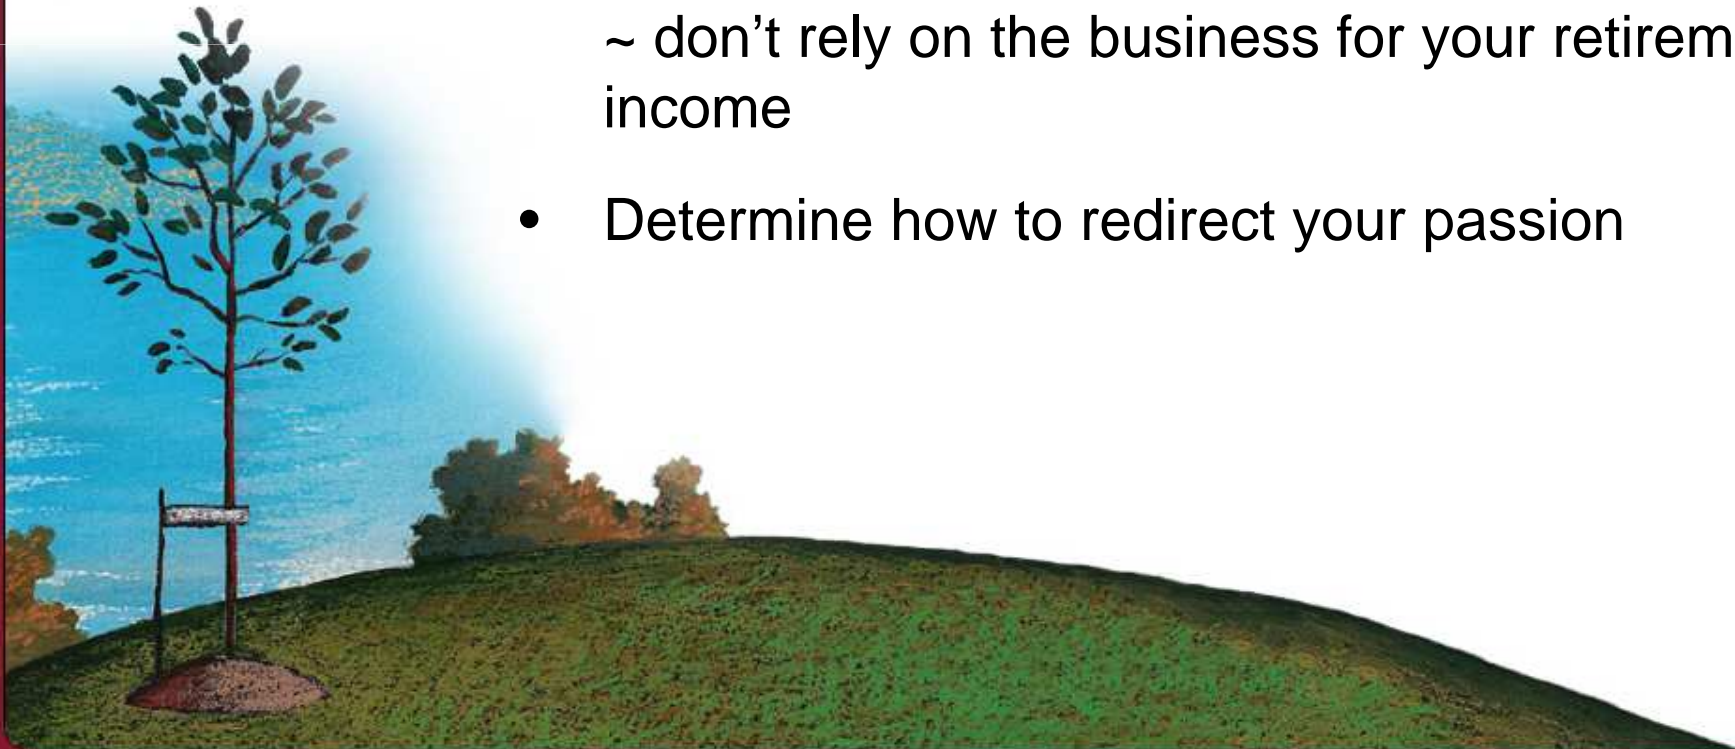 ~ don’t rely on the business for your retirem
income
• Determine how to redirect your passion